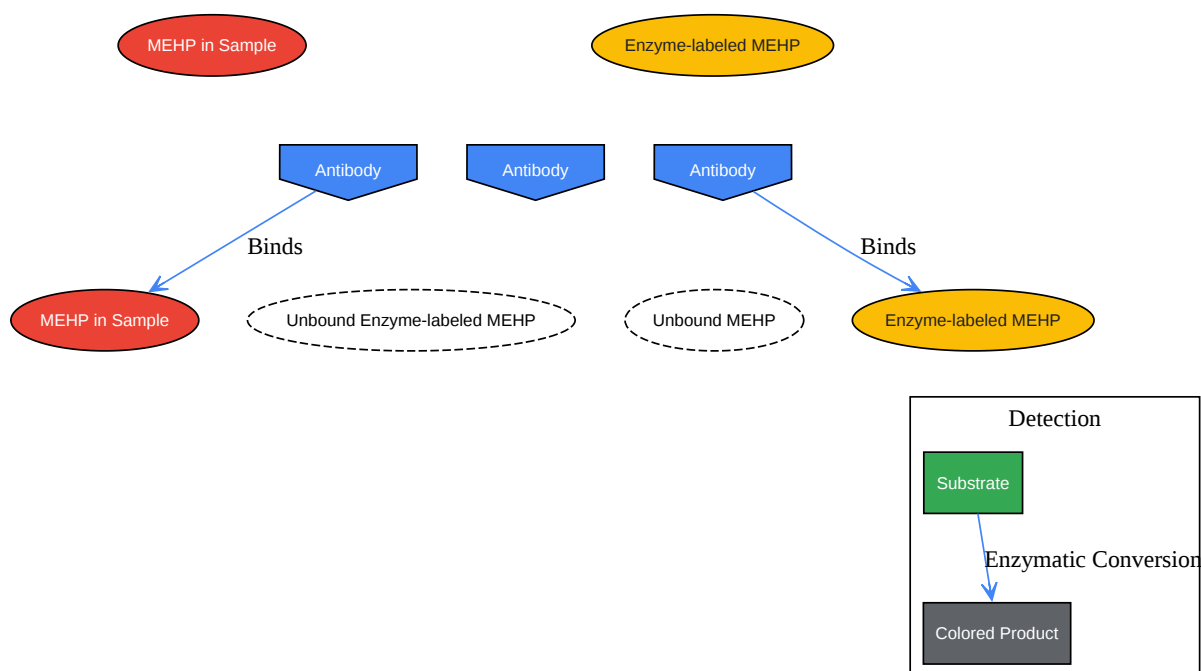 MEHP in Sample
Enzyme-labeled MEHP
Antibody
Antibody
Antibody
Binds
Binds
MEHP in Sample
Unbound Enzyme-labeled MEHP
Unbound MEHP
Enzyme-labeled MEHP
Detection
Substrate
Enzymatic Conversion
Colored Product